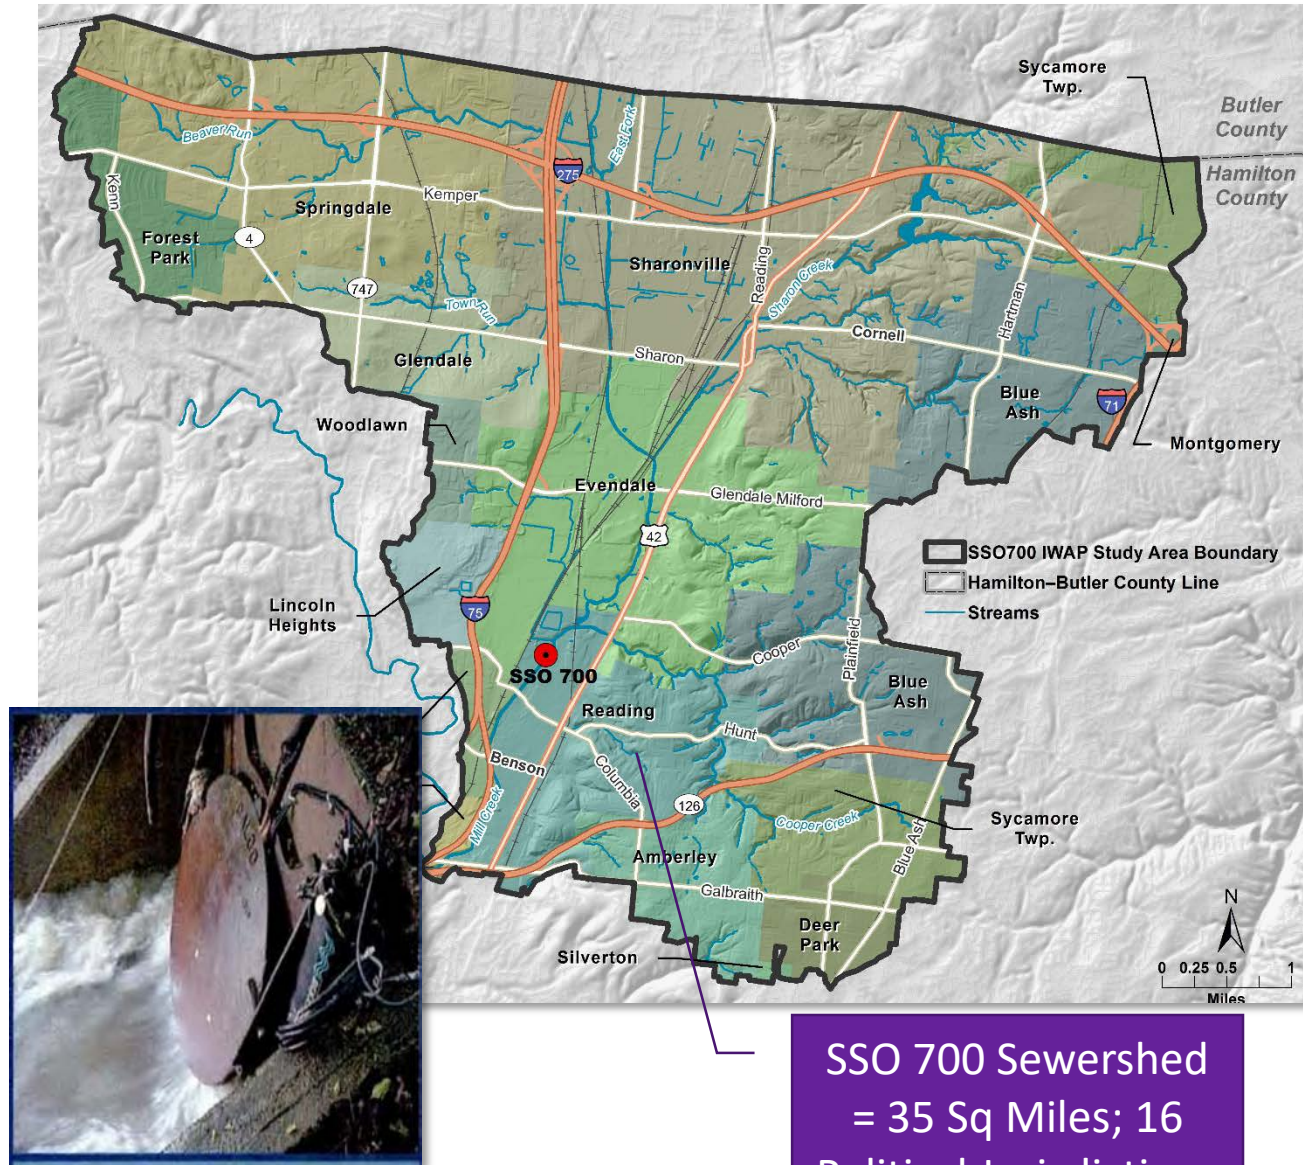 Sycamore
Twp.
Butler
County
Hamilton
County
Beaver Run
East Fork
275
Kemper
Kenn
Springdale
Forest
Park
4
Sharonville
Reading
Sharon Creek
747
Town Run
Hartman
Cornell
Sharon
Glendale
Blue
Ash
71
Woodlawn
Montgomery
Evendale
Glendale Milford
42
SSO700 IWAP Study Area Boundary
Hamilton–Butler County Line
Streams
Lincoln
Heights
75
Cooper
Plainfield
SSO 700
Blue
Ash
Reading
Hunt
Benson
Columbia
Mill Creek
126
Cooper Creek
Sycamore
Twp.
Blue Ash
Amberley
Galbraith
N
Deer
Park
Silverton
0 0.25 0.5 1
Miles
SSO 700 Sewershed
= 35 Sq Miles; 16